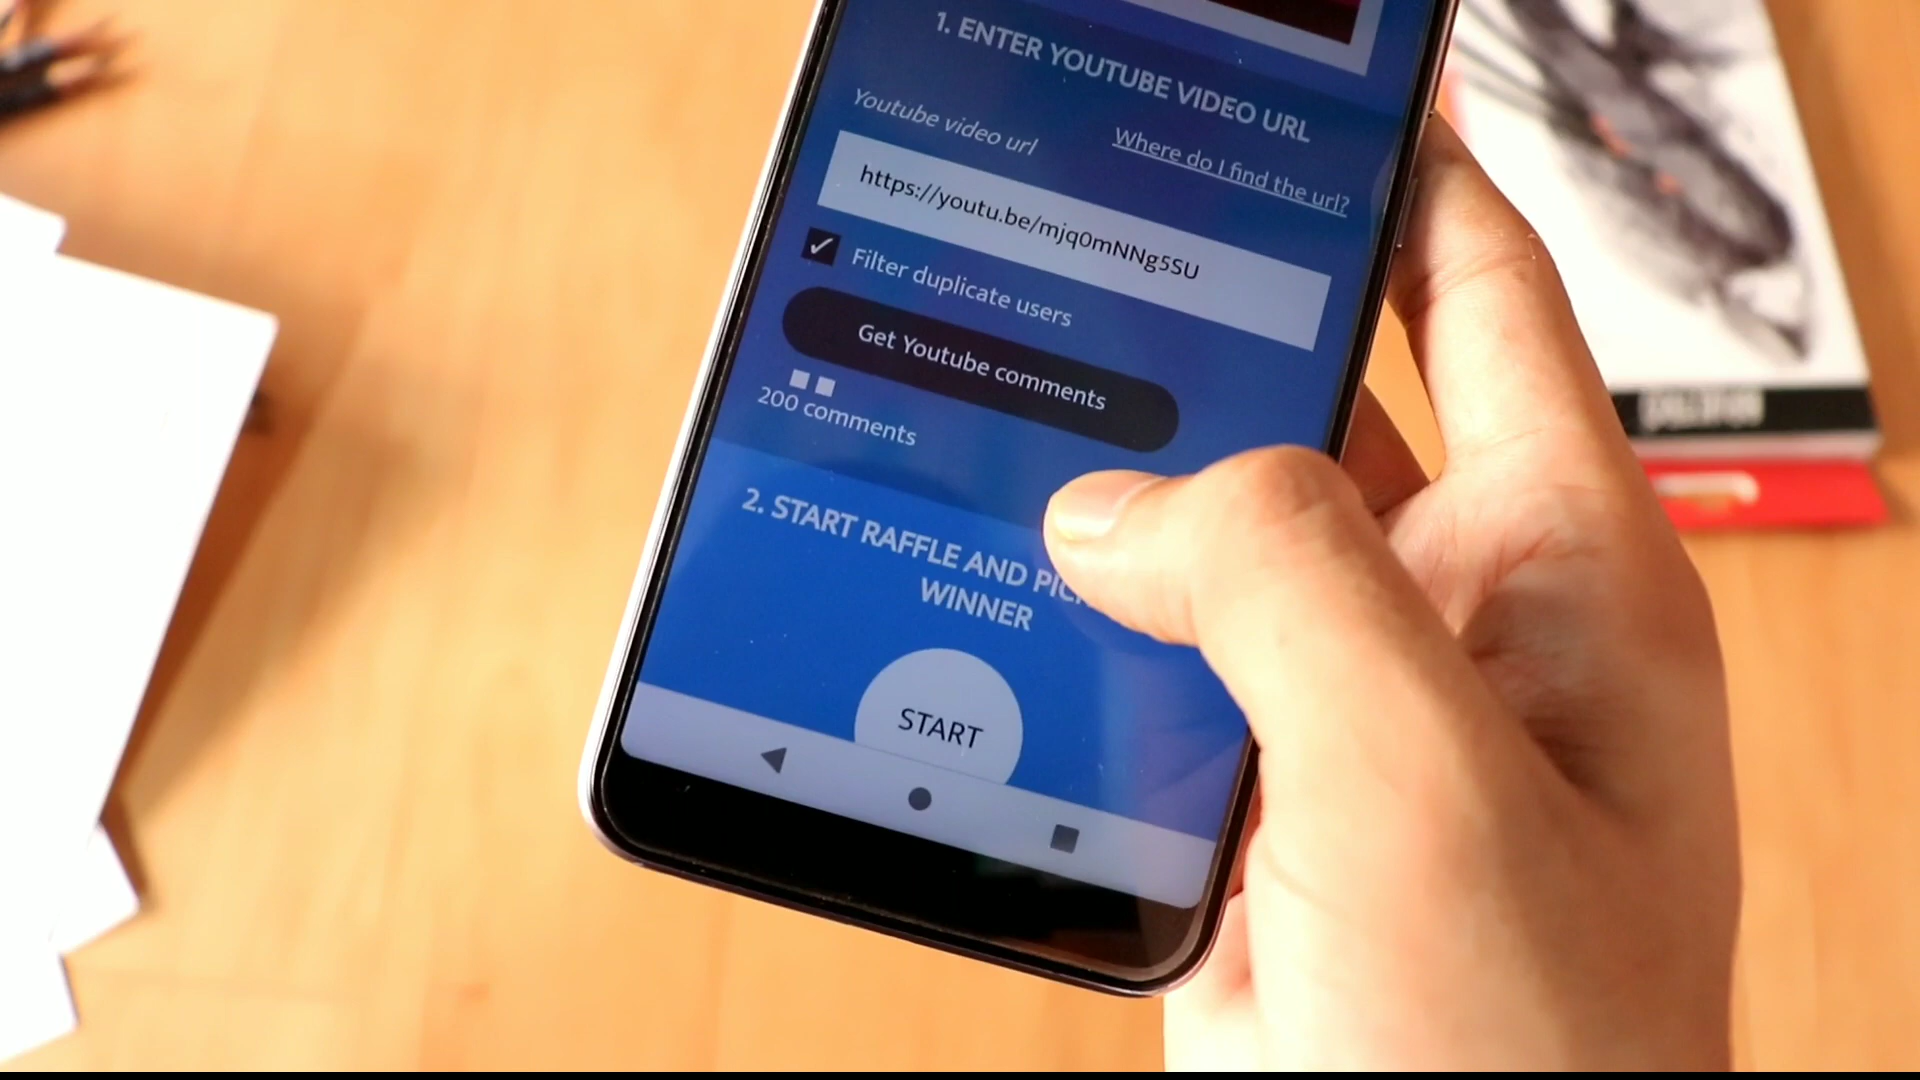 1. ENTER YOUTUBE VIDEO URL
Youtube video url
Where do I find the url?
https://youtu.be/mjq0mNNg5SU
Filter duplicate users
Get Youtube comments
200 comments
2. START RAFFLE AND
WINNER
START